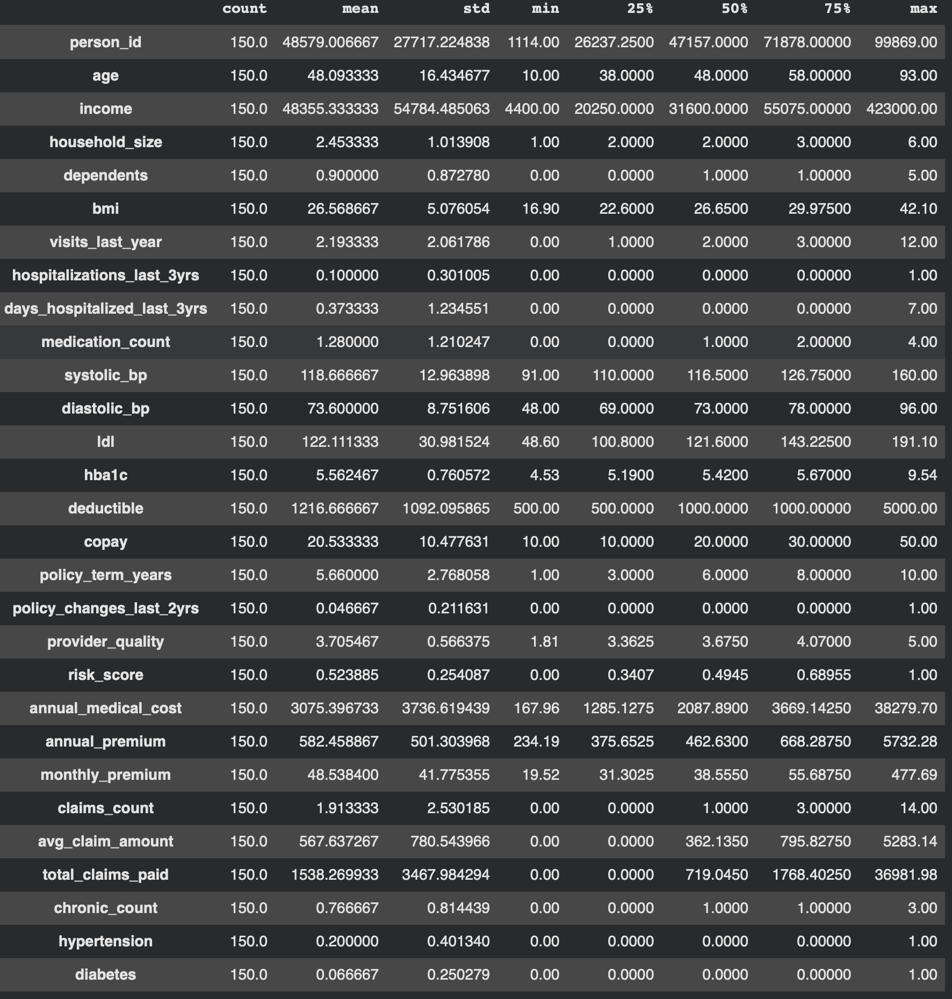 count mean std min 25% 50% 75% max
person_id 150.0 48579.006667 27717.224838 1114.00 26237.2500 47157.0000 71878.00000 99869.00
age 150.0 48.093333 16.434677 10.00 38.0000 48.0000 58.00000 93.00
income 150.0 48355.333333 54784.485063 4400.00 20250.0000 31600.0000 55075.00000 423000.00
household_size 150.0 2.453333 1.013908 1.00 2.0000 2.0000 3.00000 6.00
dependents 150.0 0.900000 0.872780 0.00 0.0000 1.0000 1.00000 5.00
bmi 150.0 26.568667 5.076054 16.90 22.6000 26.6500 29.97500 42.10
visits_last_year 150.0 2.193333 2.061786 0.00 1.0000 2.0000 3.00000 12.00
hospitalizations_last_3yrs 150.0 0.100000 0.301005 0.00 0.0000 0.0000 0.00000 1.00
days_hospitalized_last_3yrs 150.0 0.373333 1.234551 0.00 0.0000 0.0000 0.00000 7.00
medication_count 150.0 1.280000 1.210247 0.00 0.0000 1.0000 2.00000 4.00
systolic_bp 150.0 118.666667 12.963898 91.00 110.0000 116.5000 126.75000 160.00
diastolic_bp 150.0 73.600000 8.751606 48.00 69.0000 73.0000 78.00000 96.00
ldl 150.0 122.111333 30.981524 48.60 100.8000 121.6000 143.22500 191.10
hba1c 150.0 5.562467 0.760572 4.53 5.1900 5.4200 5.67000 9.54
deductible 150.0 1216.666667 1092.095865 500.00 500.0000 1000.0000 1000.00000 5000.00
copay 150.0 20.533333 10.477631 10.00 10.0000 20.0000 30.00000 50.00
policy_term_years 150.0 5.660000 2.768058 1.00 3.0000 6.0000 8.00000 10.00
policy_changes_last_2yrs 150.0 0.046667 0.211631 0.00 0.0000 0.0000 0.00000 1.00
provider_quality 150.0 3.705467 0.566375 1.81 3.3625 3.6750 4.07000 5.00
risk_score 150.0 0.523885 0.254087 0.00 0.3407 0.4945 0.68955 1.00
annual_medical_cost 150.0 3075.396733 3736.619439 167.96 1285.1275 2087.8900 3669.14250 38279.70
annual_premium 150.0 582.458867 501.303968 234.19 375.6525 462.6300 668.28750 5732.28
monthly_premium 150.0 48.538400 41.775355 19.52 31.3025 38.5550 55.68750 477.69
claims_count 150.0 1.913333 2.530185 0.00 0.0000 1.0000 3.00000 14.00
avg_claim_amount 150.0 567.637267 780.543966 0.00 0.0000 362.1350 795.82750 5283.14
total_claims_paid 150.0 1538.269933 3467.984294 0.00 0.0000 719.0450 1768.40250 36981.98
chronic_count 150.0 0.766667 0.814439 0.00 0.0000 1.0000 1.00000 3.00
hypertension 150.0 0.200000 0.401340 0.00 0.0000 0.0000 0.00000 1.00
diabetes 150.0 0.066667 0.250279 0.00 0.0000 0.0000 0.00000 1.00